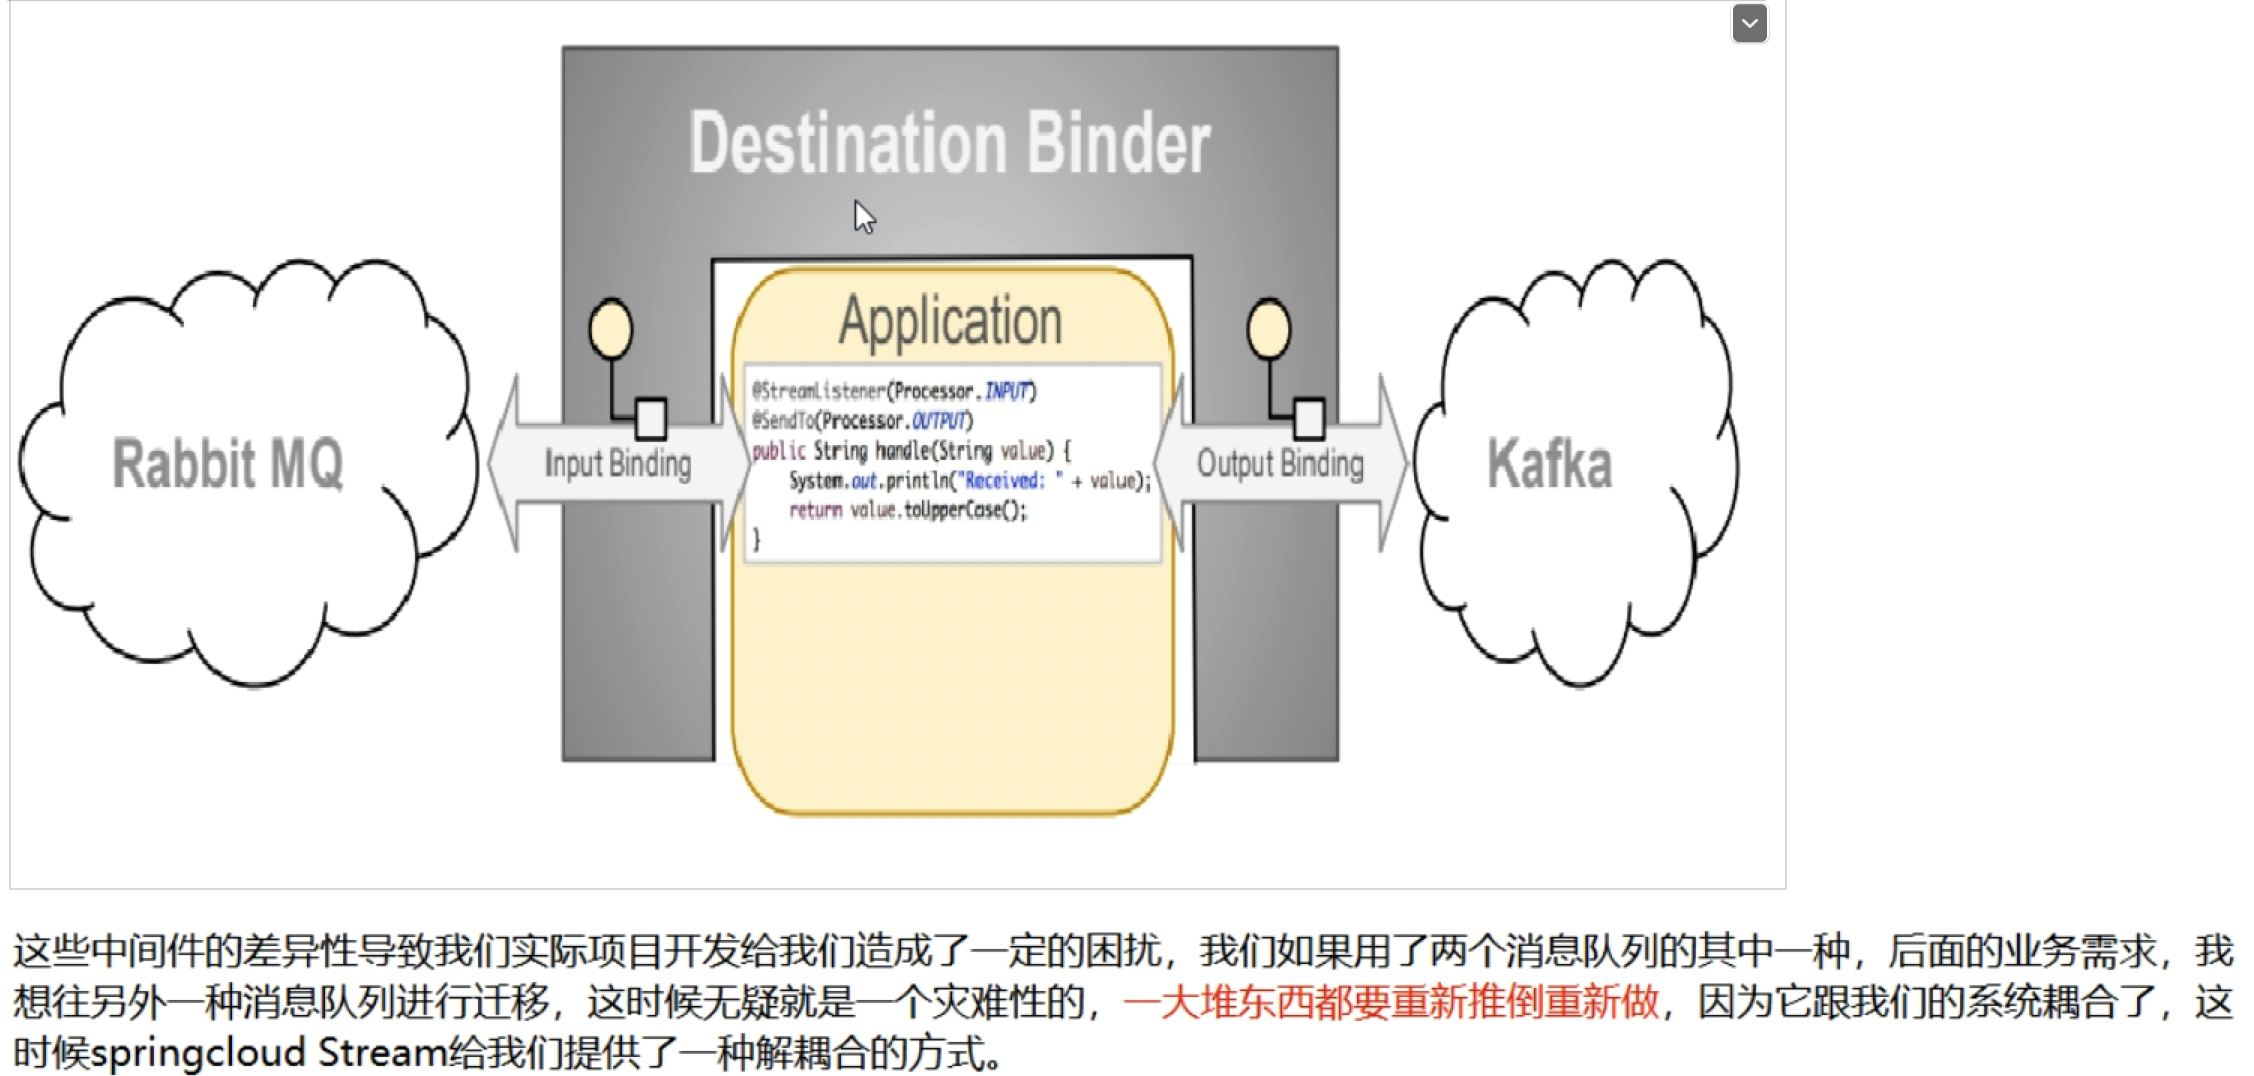 Destination Binder
Application
@StreamListener(Processor.INPUT)
@SendTo(Processor.OUTPUT)
public String handle(String value) {
System.out.println("Received: " + value);
return value.toUpperCase();
}
Rabbit MQ
Input Binding
Output Binding
Kafka
这些中间件的差异性导致我们实际项目开发给我们造成了一定的困扰，我们如果用了两个消息队列的其中一种，后面的业务需求，我
想往另外一种消息队列进行迁移，这时候无疑就是一个灾难性的，一大堆东西都要重新推倒重新做，因为它跟我们的系统耦合了，这
时候springcloud Stream给我们提供了一种解耦合的方式。